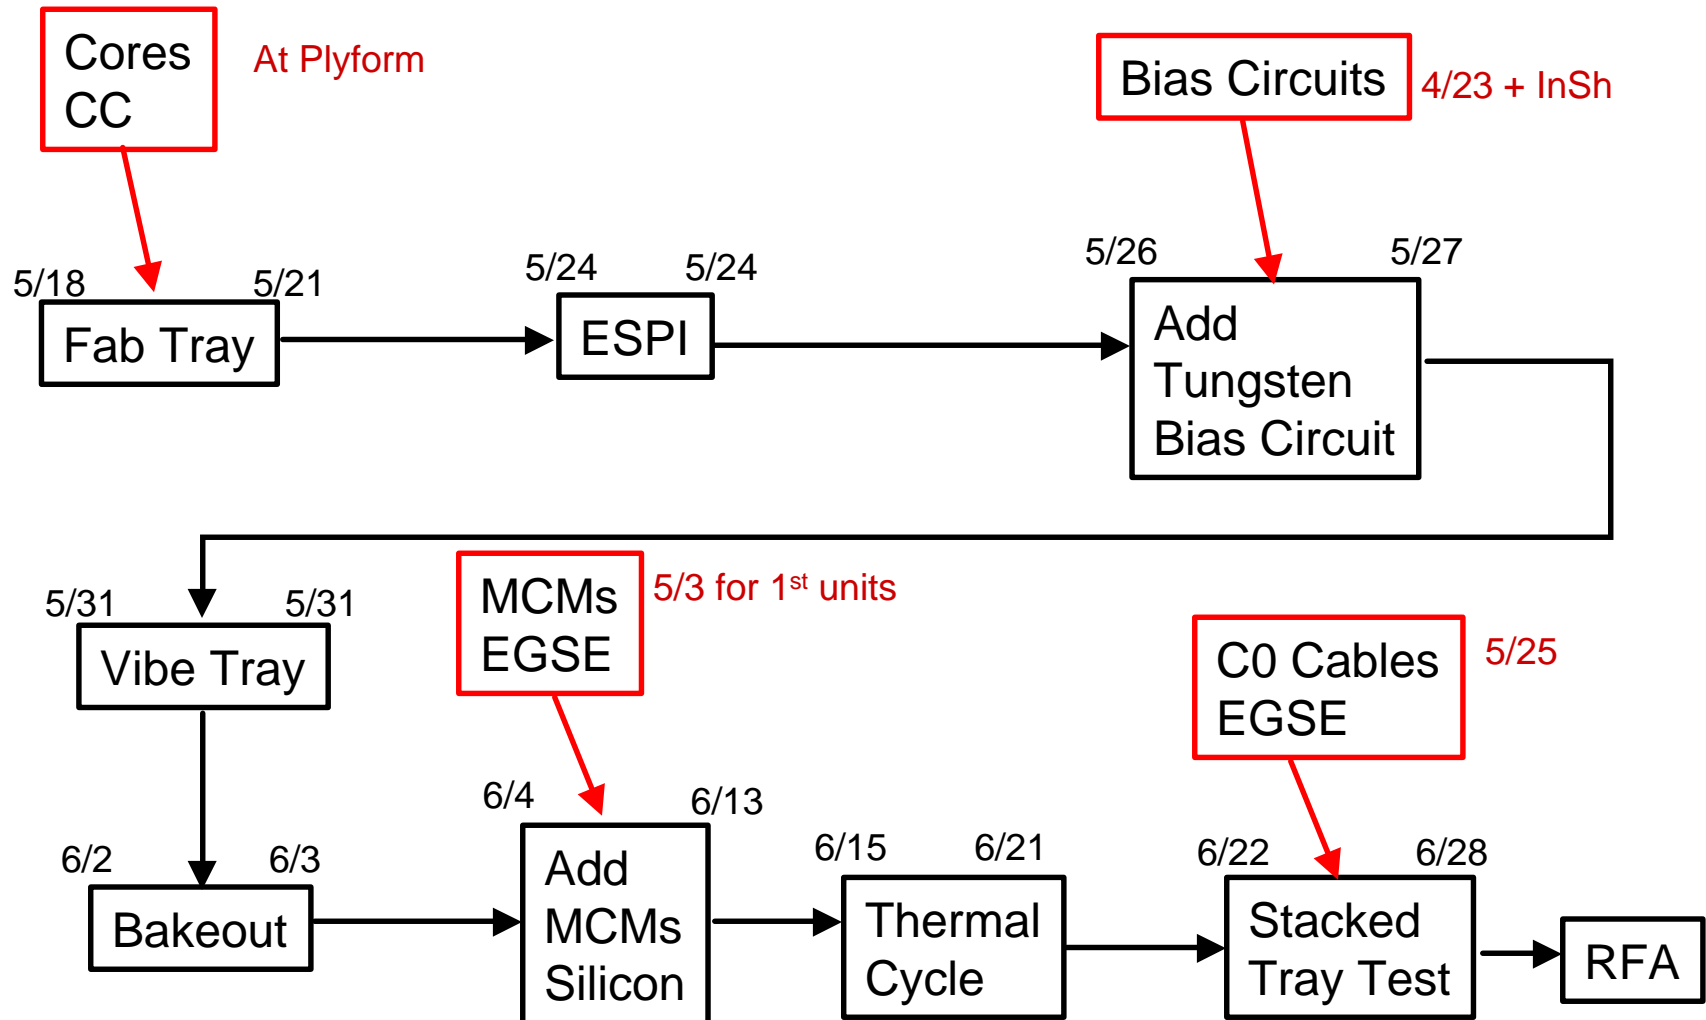 Cores
CC
At Plyform
Bias Circuits
4/23 + InSh
5/18
5/21
Fab Tray
5/24
5/24
ESPI
5/26
5/27
Add
Tungsten
Bias Circuit
5/31
5/31
Vibe Tray
MCMs
EGSE
5/3 for 1st units
C0 Cables
EGSE
5/25
6/2
6/3
Bakeout
6/4
6/13
Add
MCMs
Silicon
6/15
6/21
Thermal
Cycle
6/22
6/28
Stacked
Tray Test
RFA